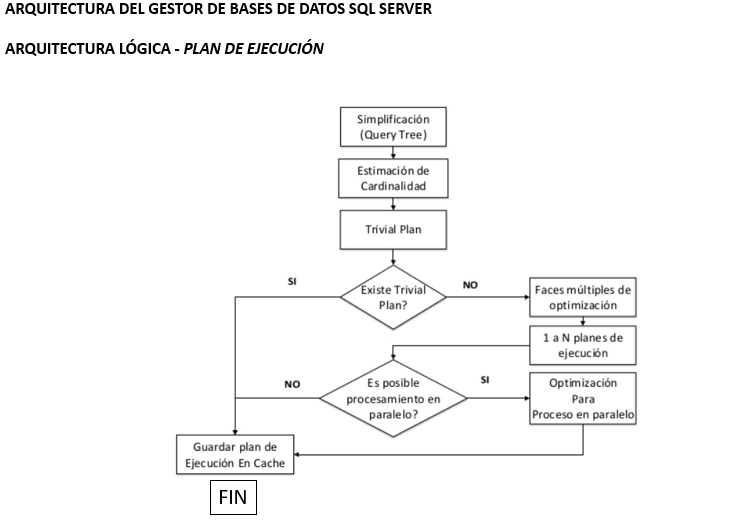 ARQUITECTURA DEL GESTOR DE BASES DE DATOS SQL SERVER
ARQUITECTURA LÓGICA - PLAN DE EJECUCIÓN
Simplificación
(Query Tree)
Estimación de
Cardinalidad
Trivial Plan
Existe Trivial
Plan?
SI
NO
Faces múltiples de
optimización
1 a N planes de
ejecución
Es posible
procesamiento en
paralelo?
NO
SI
Optimización
Para
Proceso en paralelo
Guardar plan de
Ejecución En Cache
FIN